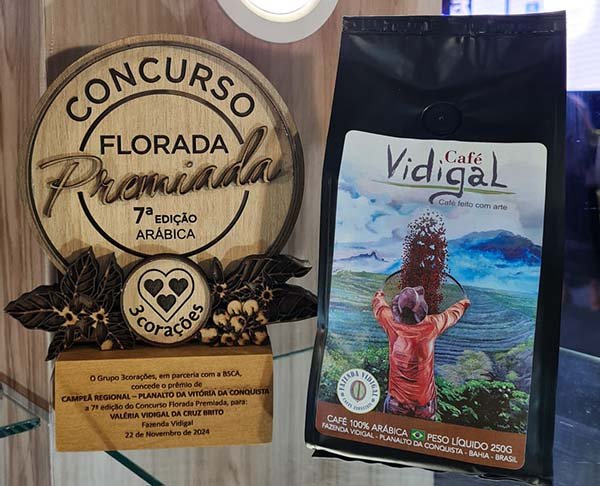 CONCURSO
FLORADA
Premiada
7ª EDIÇÃO
ARÁBICA
3corações
O Grupo 3corações, em parceria com a BSCA,
concede o prêmio de
CAMPEÃ REGIONAL – PLANALTO DA VITÓRIA DA CONQUISTA
a 7ª edição do Concurso Florada Premiada, para:
VALÉRIA VIDIGAL DA CRUZ BRITO
Fazenda Vidigal
22 de Novembro de 2024
Café
Vidigal
Café feito com arte
FAZENDA VIDIGAL
CAFÉ 100% ARÁBICA PESO LÍQUIDO 250G
FAZENDA VIDIGAL - PLANALTO DA CONQUISTA - BAHIA - BRASIL